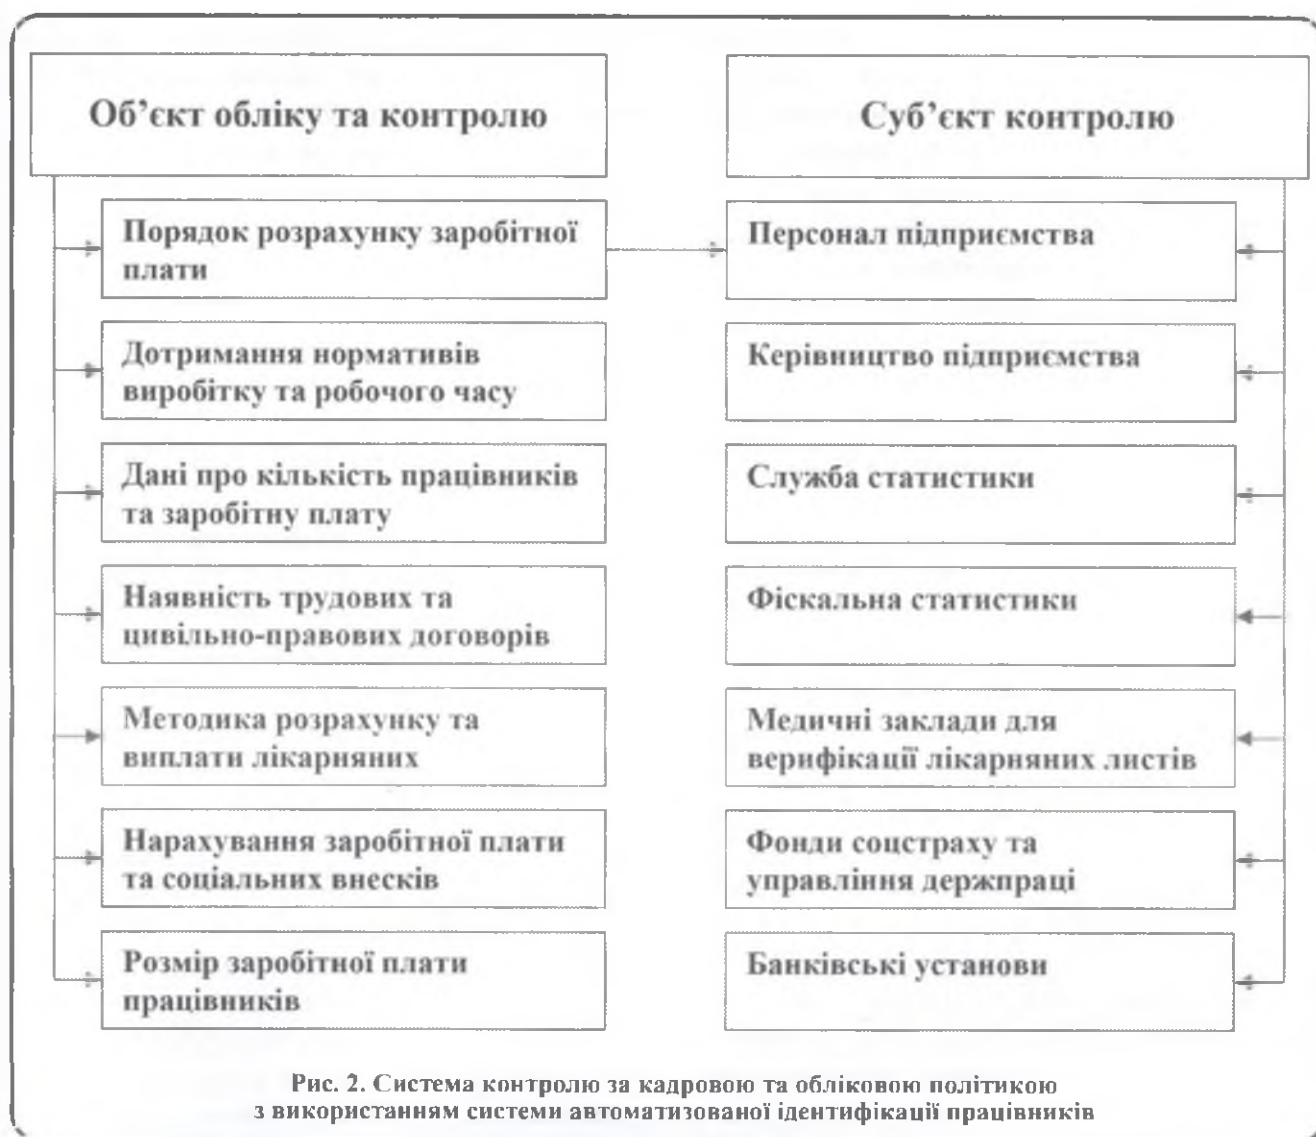 Об’єкт обліку та контролю
Порядок розрахунку заробітної
плати
Дотримання нормативів
виробітку та робочого часу
Дані про кількість працівників
та заробітну плату
Наявність трудових та
цивільно-правових договорів
Методика розрахунку та
виплати лікарняних
Нарахування заробітної плати
та соціальних внесків
Розмір заробітної плати
працівників
Суб’єкт контролю
Персонал підприємства
Керівництво підприємства
Служба статистики
Фіскальна статистики
Медичні заклади для
верифікації лікарняних листів
Фонди соцстраху та
управління держпраці
Банківські установи
Рис. 2. Система контролю за кадровою та обліковою політикою
з використанням системи автоматизованої ідентифікації працівників